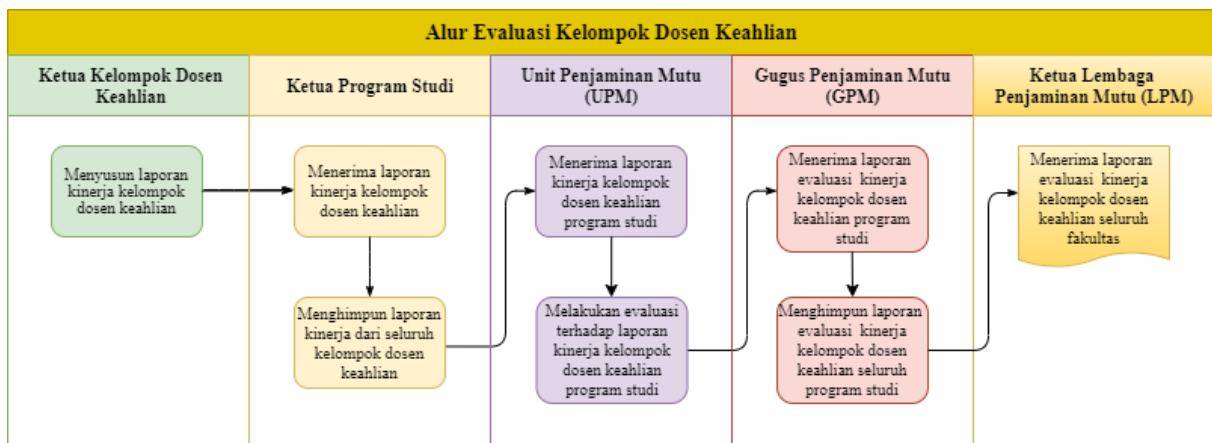 Alur Evaluasi Kelompok Dosen Keahlian
Ketua Kelompok Dosen
Keahlian
Ketua Program Studi
Unit Penjaminan Mutu
(UPM)
Gugus Penjaminan Mutu
(GPM)
Ketua Lembaga
Penjaminan Mutu (LPM)
Menyusun laporan
kinerja kelompok
dosen keahlian
Menerima laporan
kinerja kelompok
dosen keahlian
Menerima laporan
kinerja kelompok
dosen keahlian
program studi
Menerima laporan
evaluasi kinerja
kelompok dosen
keahlian program
studi
Menerima laporan
evaluasi kinerja
kelompok dosen
keahlian seluruh
fakultas
Menghimpun laporan
kinerja dari seluruh
kelompok dosen
keahlian
Melakukan evaluasi
terhadap laporan
kinerja kelompok
dosen keahlian
program studi
Menghimpun laporan
evaluasi kinerja
kelompok dosen
keahlian seluruh
program studi